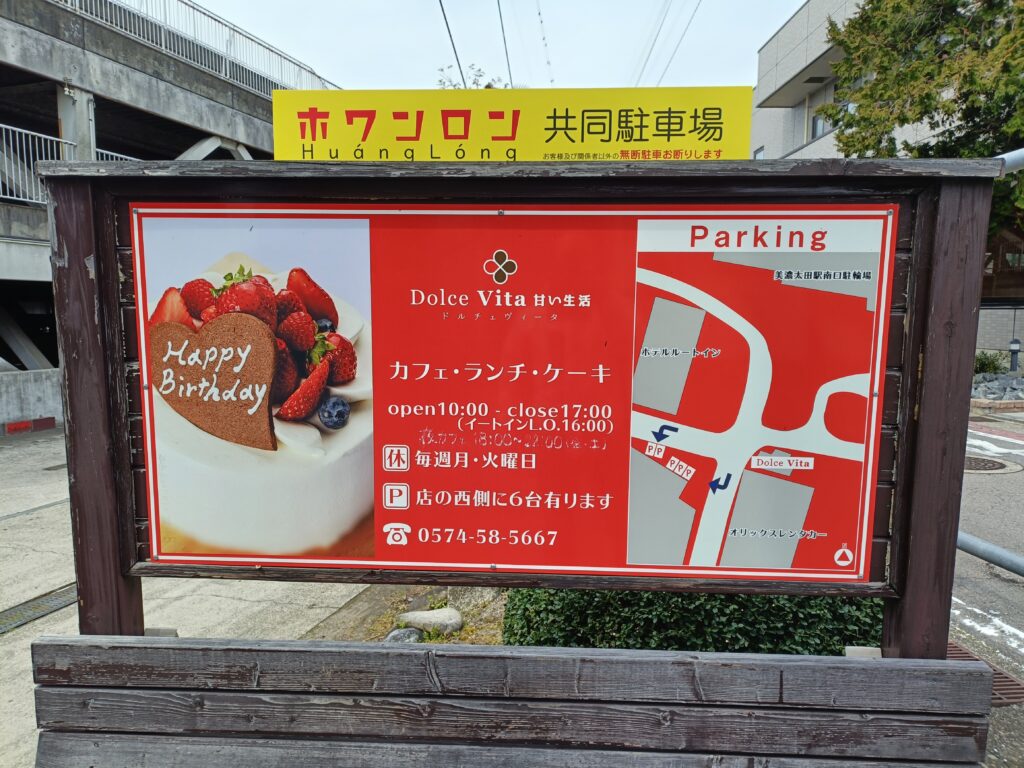 ホワンロン 共同駐車場
HuángLóng お客様及び関係者以外の無断駐車お断りします
Happy
Birthday
Dolce Vita 甘い生活
ドルチェヴィータ
カフェ・ランチ・ケーキ
open10:00 - close17:00
(イートインL.O.16:00)
休 毎週月・火曜日
P 店の西側に6台有ります
0574-58-5667
Parking
美濃太田駅南口駐輪場
ホテルルートイン
PP
PPP
Dolce Vita
オリックスレンタカー